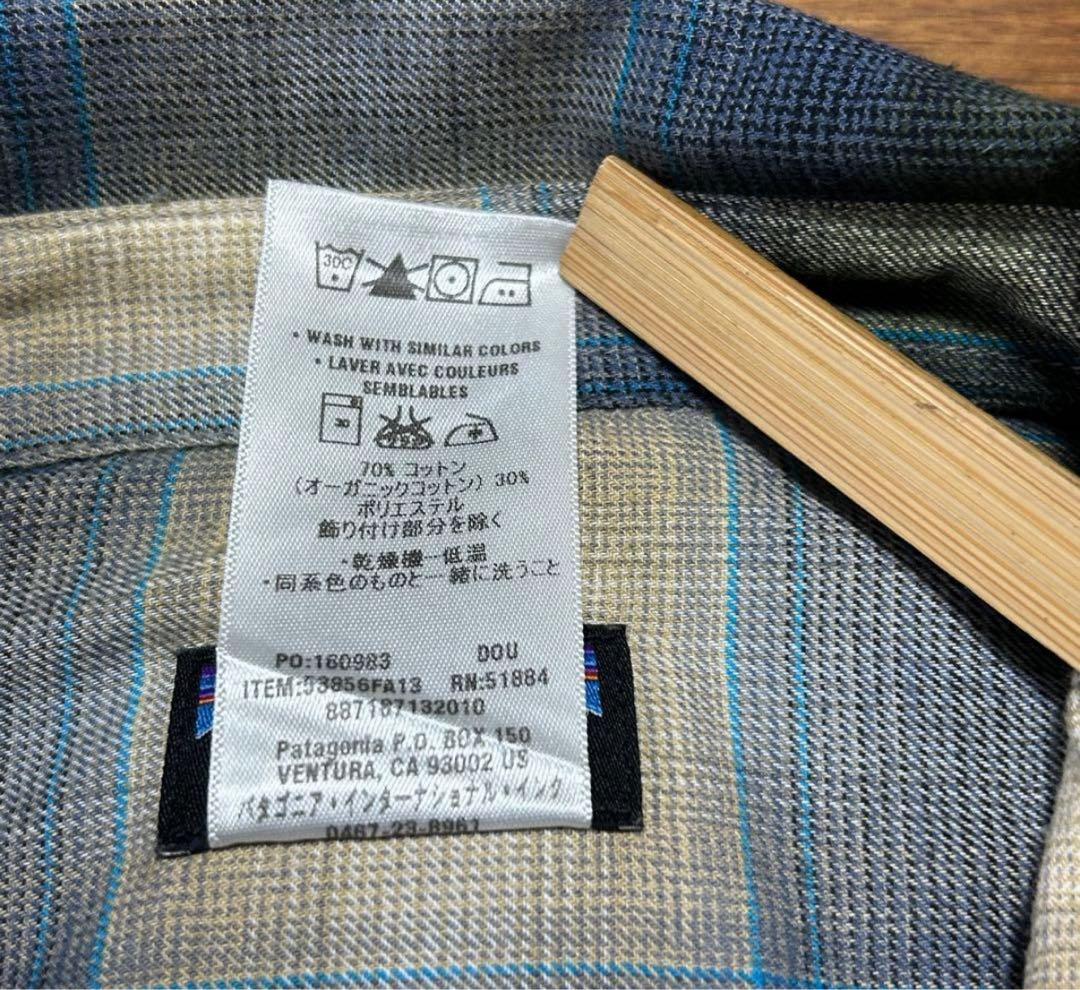 30C
• WASH WITH SIMILAR COLORS
• LAVER AVEC COULEURS
SEMBLABLES
30
70% コットン
(オーガニックコットン) 30%
ポリエステル
飾り付け部分を除く
・乾燥機−低温
・同系色のものと一緒に洗うこと
PO:160983 DOU
ITEM:53856FA13 RN:51884
887187132010
Patagonia P.O. BOX 150
VENTURA, CA 93002 US
パタゴニア・インターナショナル・インク
0467-23-8961